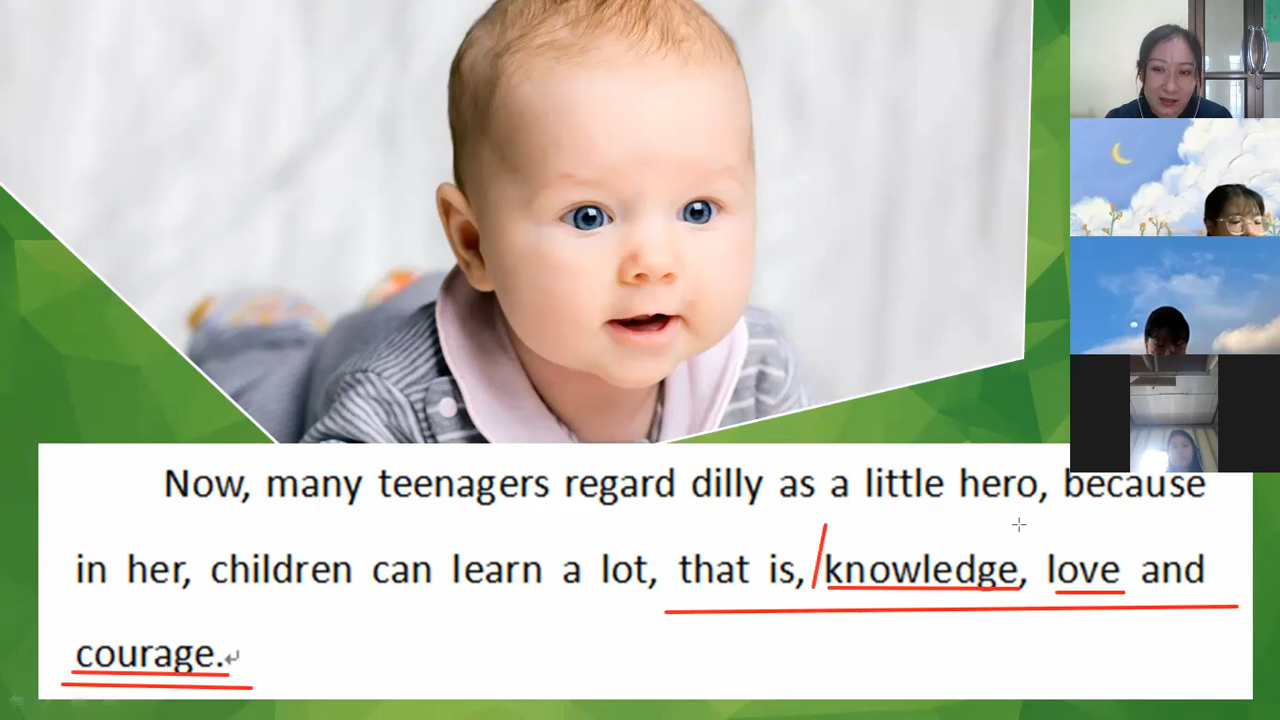 Now, many teenagers regard dilly as a little hero, because
in her, children can learn a lot, that is, knowledge, love and
courage.